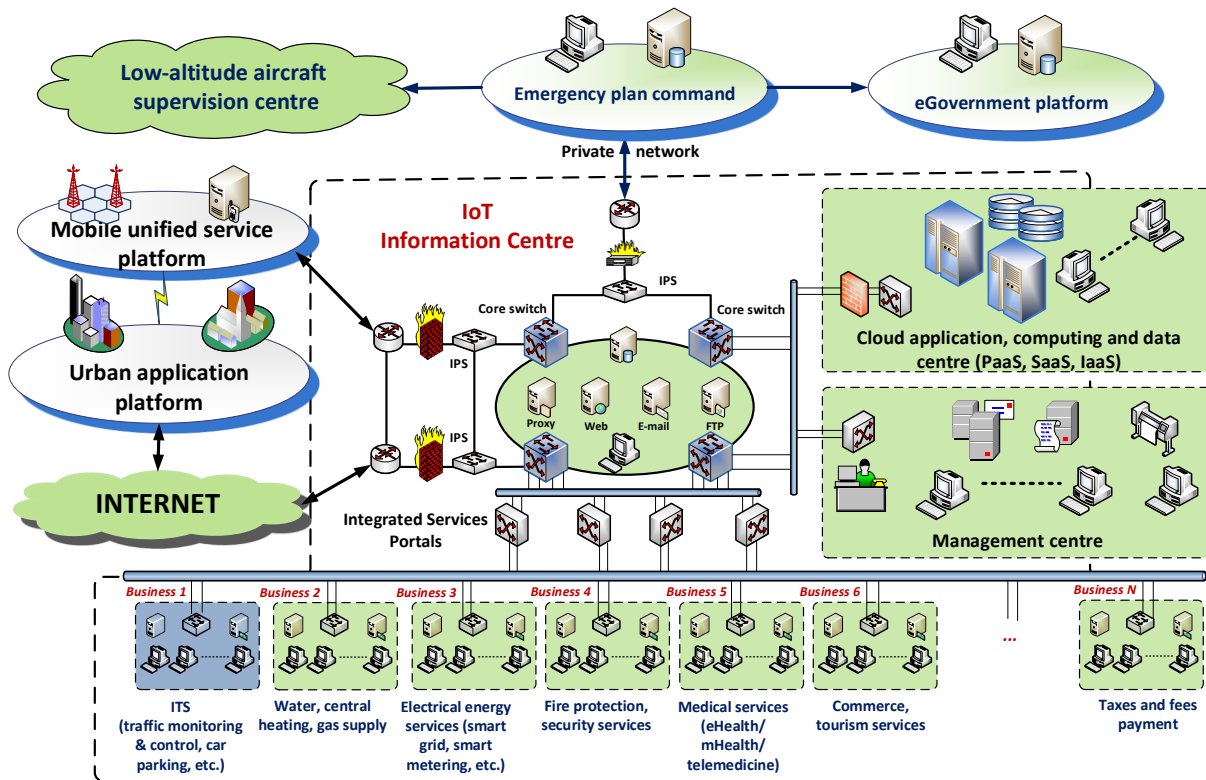 Low-altitude aircraft
supervision centre
Emergency plan command
eGovernment platform
Private network
Mobile unified service
platform
IoT
Information Centre
IPS
Core switch
Core switch
Cloud application, computing and data
centre (PaaS, SaaS, IaaS)
Urban application
platform
IPS
Proxy
Web
E-mail
FTP
IPS
INTERNET
Integrated Services
Portals
Management centre
Business 1
Business 2
Business 3
Business 4
Business 5
Business 6
Business N
...
ITS
(traffic monitoring
& control, car
parking, etc.)
Water, central
heating, gas supply
Electrical energy
services (smart
grid, smart
metering, etc.)
Fire protection,
security services
Medical services
(eHealth/
mHealth/
telemedicine)
Commerce,
tourism services
Taxes and fees
payment